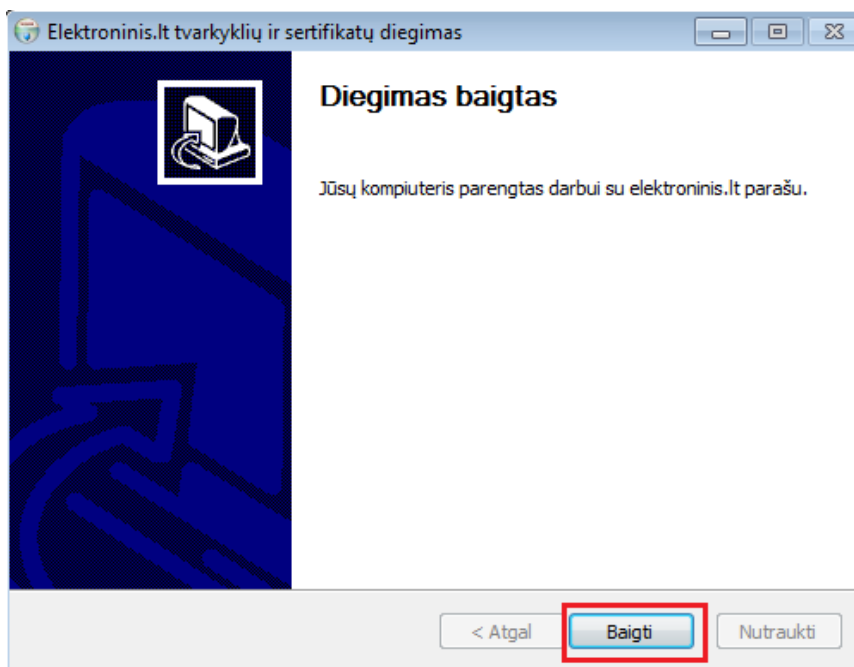 Elektroninis.lt tvarkyklių ir sertifikatų diegimas
Diegimas baigtas
Jūsų kompiuteris parengtas darbui su elektroninis.lt parašu.
< Atgal
Baigti
Nutraukti